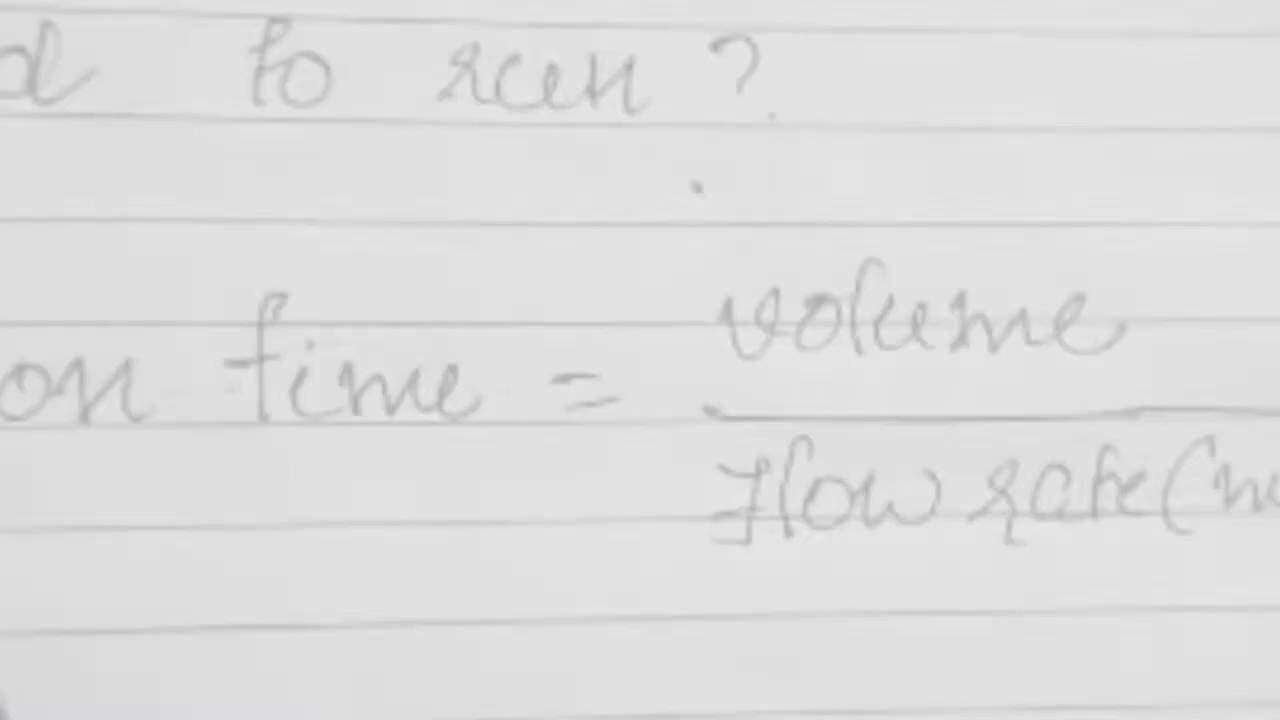 d to run?
on time = volume
Flow rate(m